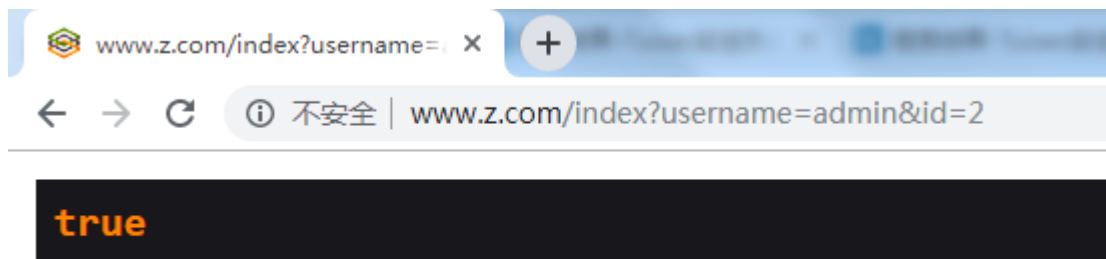 www.z.com/index?username=
不安全 | www.z.com/index?username=admin&id=2
true